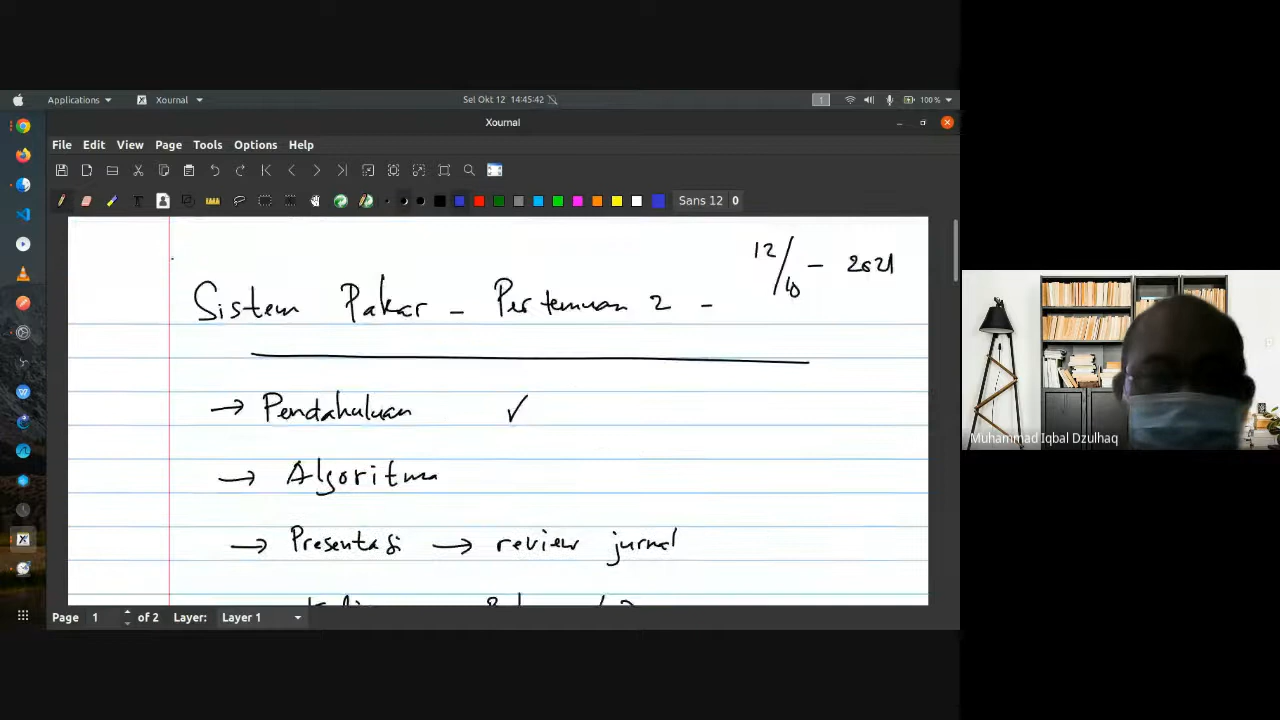 Applications
Xournal
Sel Okt 12 14:45:42
1
100%
Xournal
File Edit View Page Tools Options Help
Sans 12 0
12/10 - 2021
Sistem Pakar - Pertemuan 2 -
→ Pendahuluan ✓
→ Algoritma
→ Presentasi → review jurnal
Page 1 of 2 Layer: Layer 1
Muhammad Iqbal Dzulhaq